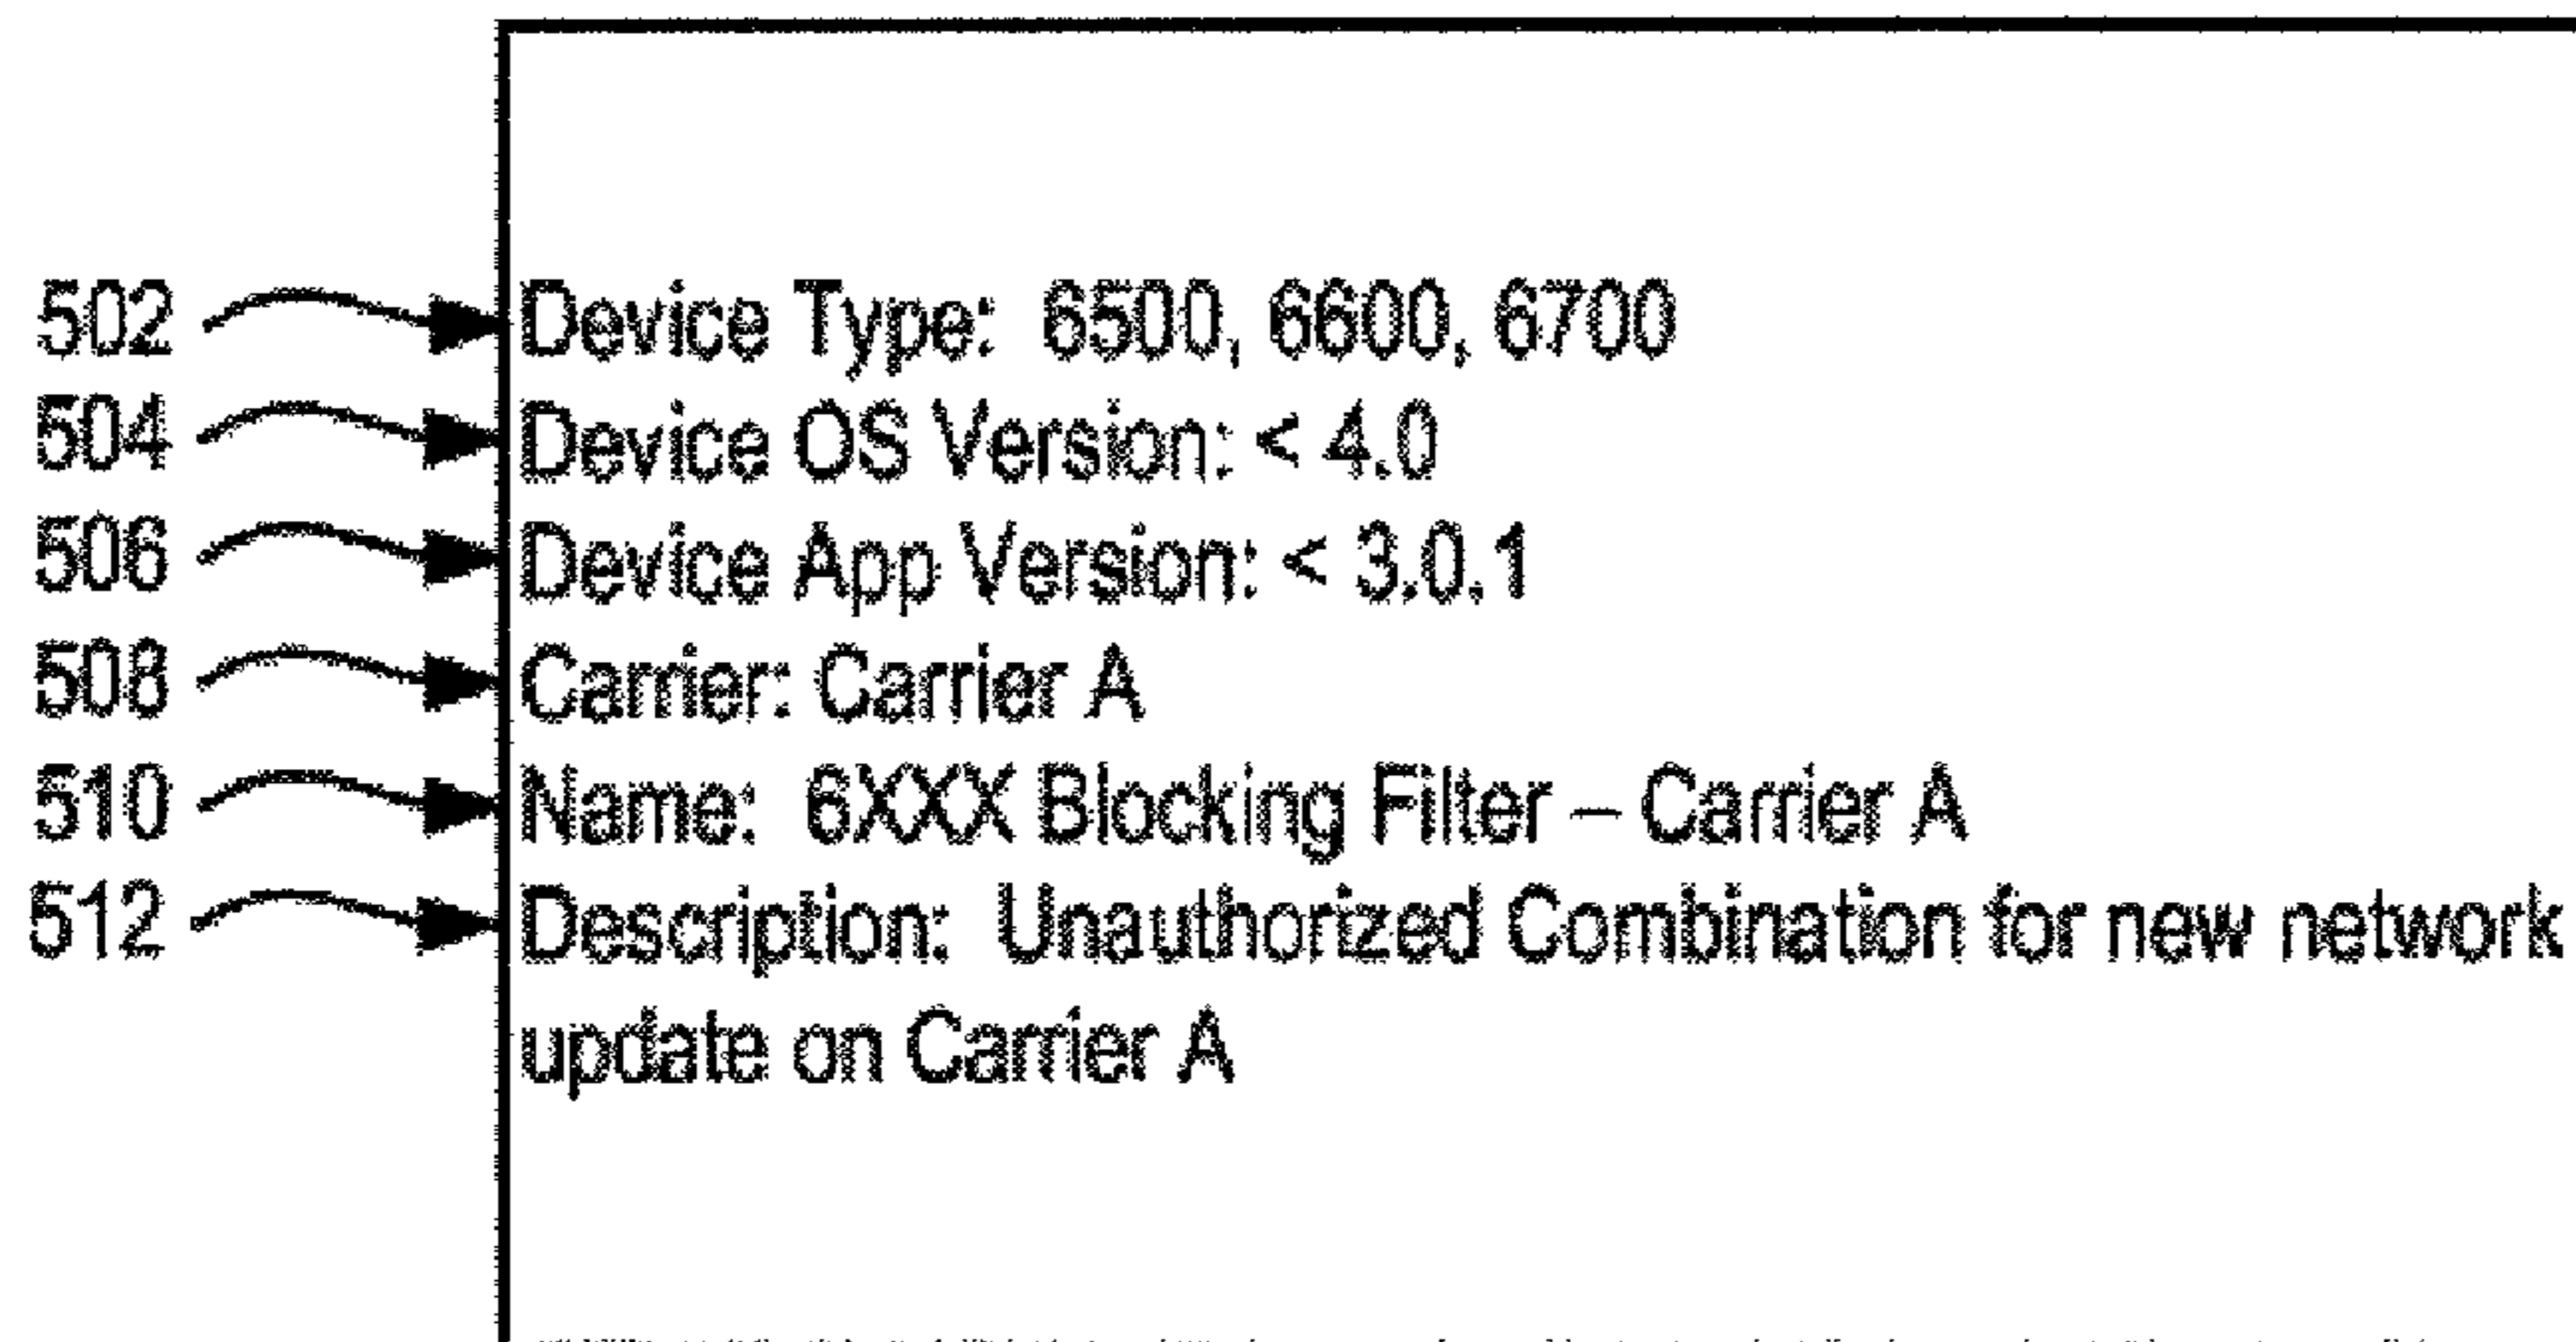 502 Device Type: 6500, 6600, 6700
504 Device OS Version: < 4.0
506 Device App Version: < 3.0.1
508 Carrier: Carrier A
510 Name: 6XXX Blocking Filter – Carrier A
512 Description: Unauthorized Combination for new network
update on Carrier A